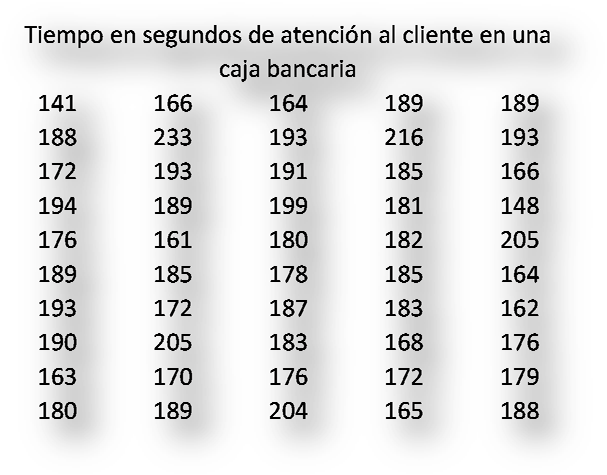 Tiempo en segundos de atención al cliente en una
caja bancaria
141 166 164 189 189
188 233 193 216 193
172 193 191 185 166
194 189 199 181 148
176 161 180 182 205
189 185 178 185 164
193 172 187 183 162
190 205 183 168 176
163 170 176 172 179
180 189 204 165 188